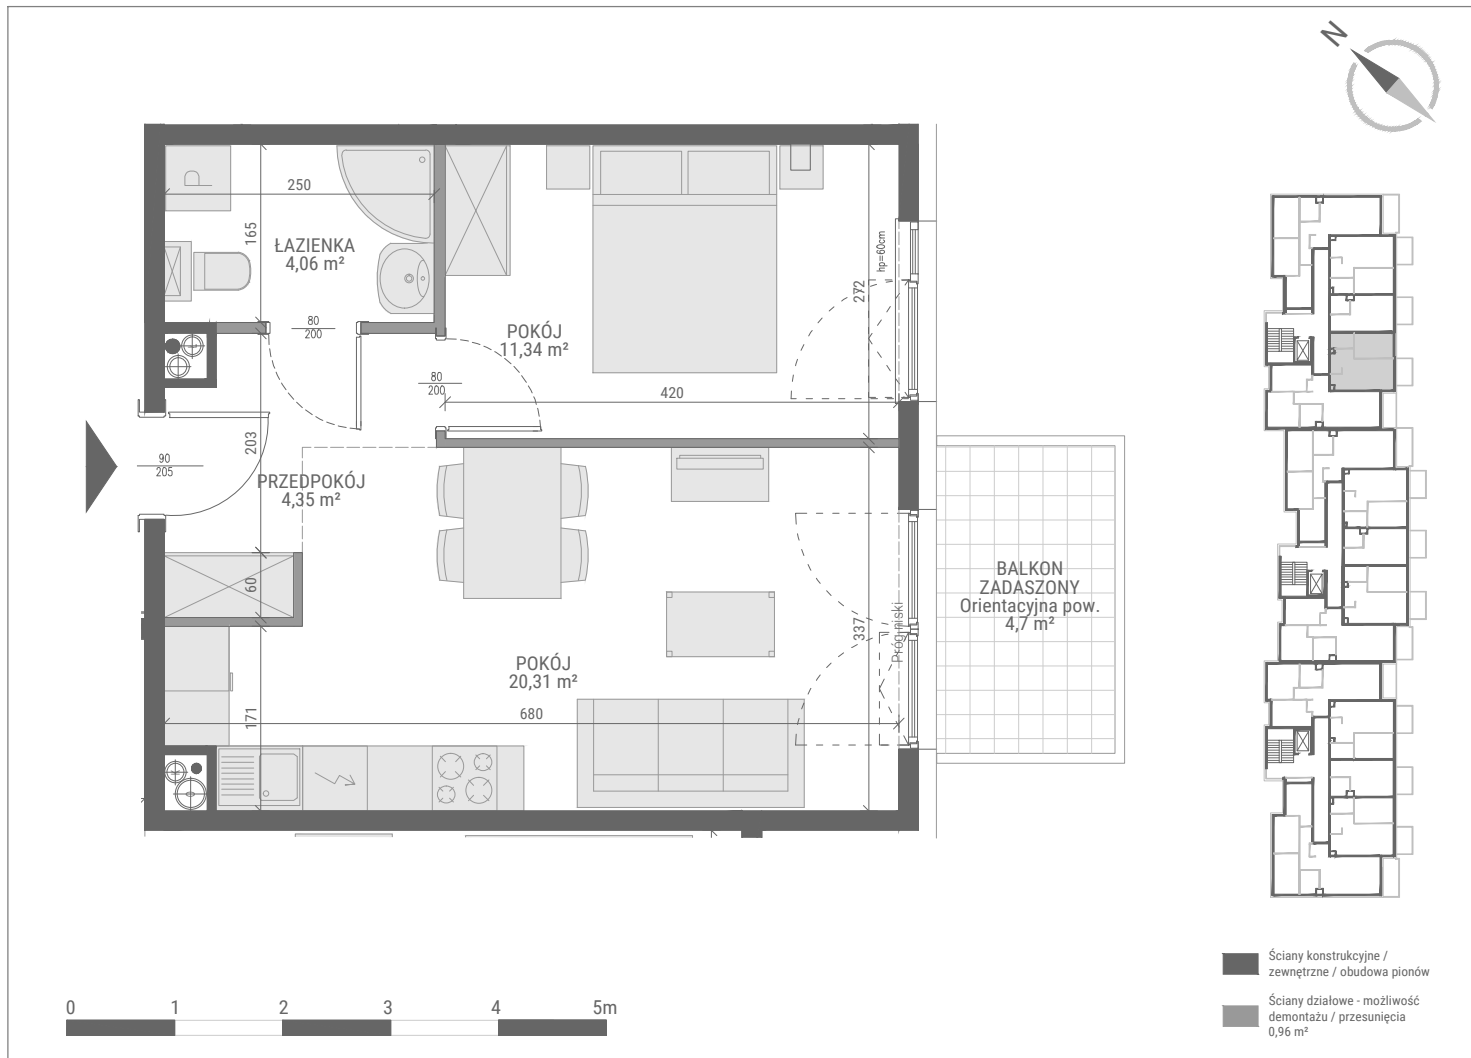 N
P
250
165
ŁAZIENKA
4,06 m²
80
200
hp=60cm
272
POKÓJ
11,34 m²
80
200
420
203
90
205
PRZEDPOKÓJ
4,35 m²
60
BALKON
ZADASZONY
Orientacyjna pow.
4,7 m²
Próg niski
337
POKÓJ
20,31 m²
680
171
Ściany konstrukcyjne /
zewnętrzne / obudowa pionów
Ściany działowe - możliwość
demontażu / przesunięcia
0,96 m²
0 1 2 3 4 5m